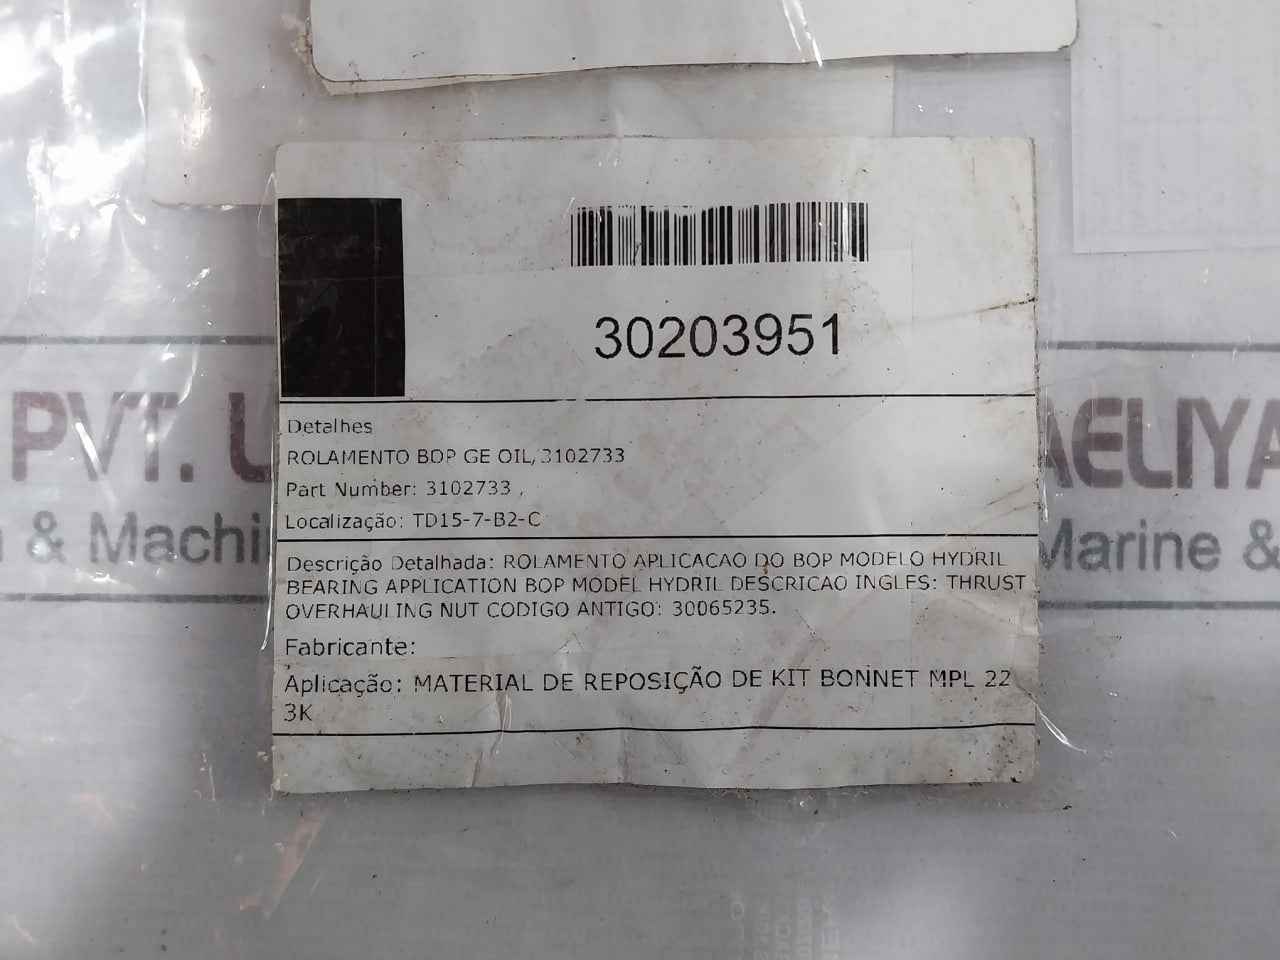 30203951
Detalhes
ROLAMENTO BOP GE OIL, 3102733
Part Number: 3102733 ,
Localização: TD15-7-B2-C
Descrição Detalhada: ROLAMENTO APLICACAO DO BOP MODELO HYDRIL
BEARING APPLICATION BOP MODEL HYDRIL DESCRICAO INGLES: THRUST
OVERHAULING NUT CODIGO ANTIGO: 30065235.
Fabricante:
Aplicação: MATERIAL DE REPOSIÇÃO DE KIT BONNET MPL 22
3K
PVT. AELIYA
& Machi Marine &